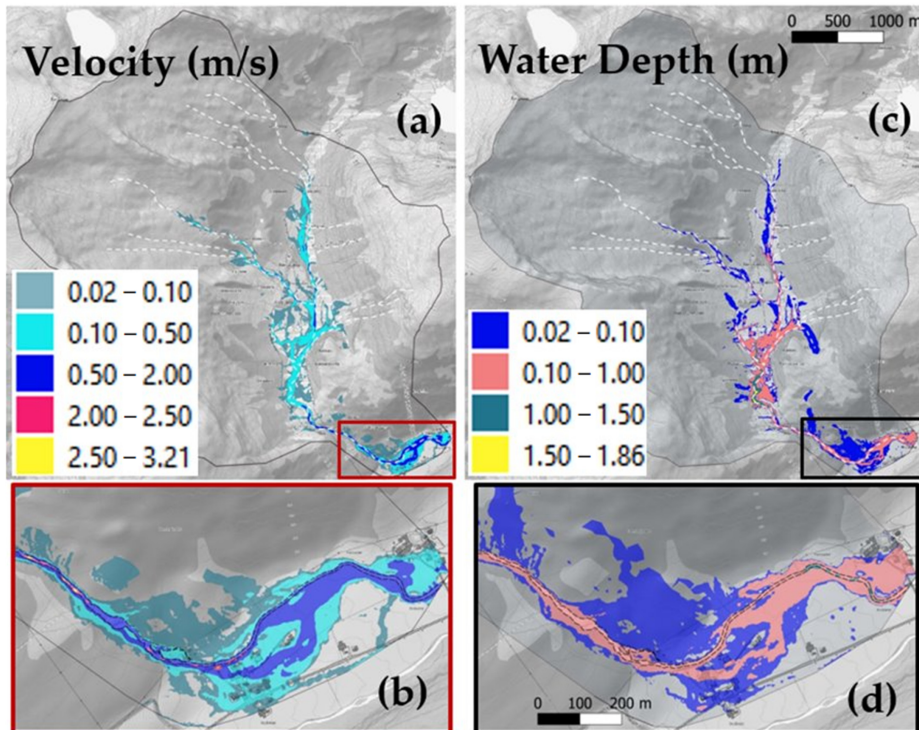 Velocity (m/s)
(a)
0.02 – 0.10
0.10 – 0.50
0.50 – 2.00
2.00 – 2.50
2.50 – 3.21
Water Depth (m)
0 500 1000 m
(c)
0.02 – 0.10
0.10 – 1.00
1.00 – 1.50
1.50 – 1.86
(b)
0 100 200 m
(d)